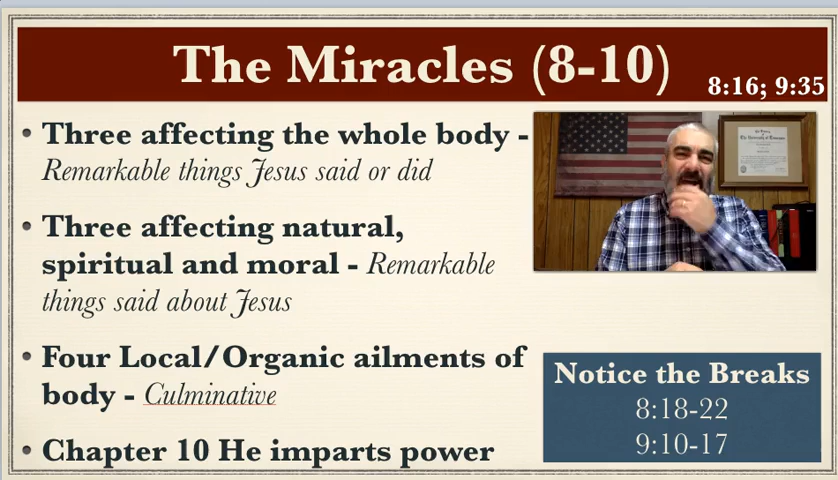 The Miracles (8-10)
8:16; 9:35
• Three affecting the whole body -
Remarkable things Jesus said or did
• Three affecting natural,
spiritual and moral - Remarkable
things said about Jesus
• Four Local/Organic ailments of
body - Culminative
• Chapter 10 He imparts power
Notice the Breaks
8:18-22
9:10-17